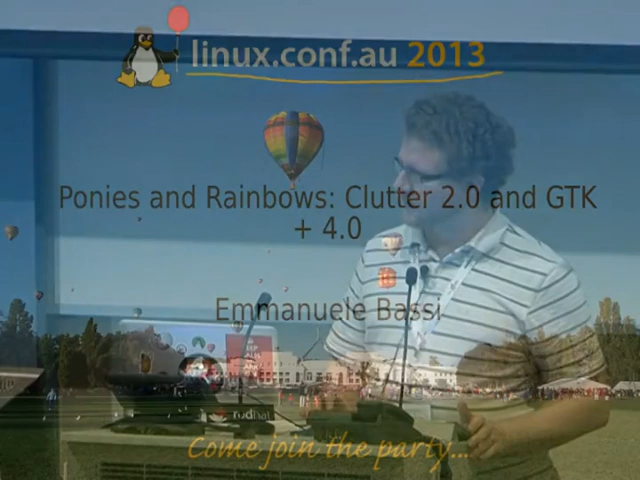 linux.conf.au 2013
Ponies and Rainbows: Clutter 2.0 and GTK
+ 4.0
Emmanuele Bassi
redhat
Come join the party...